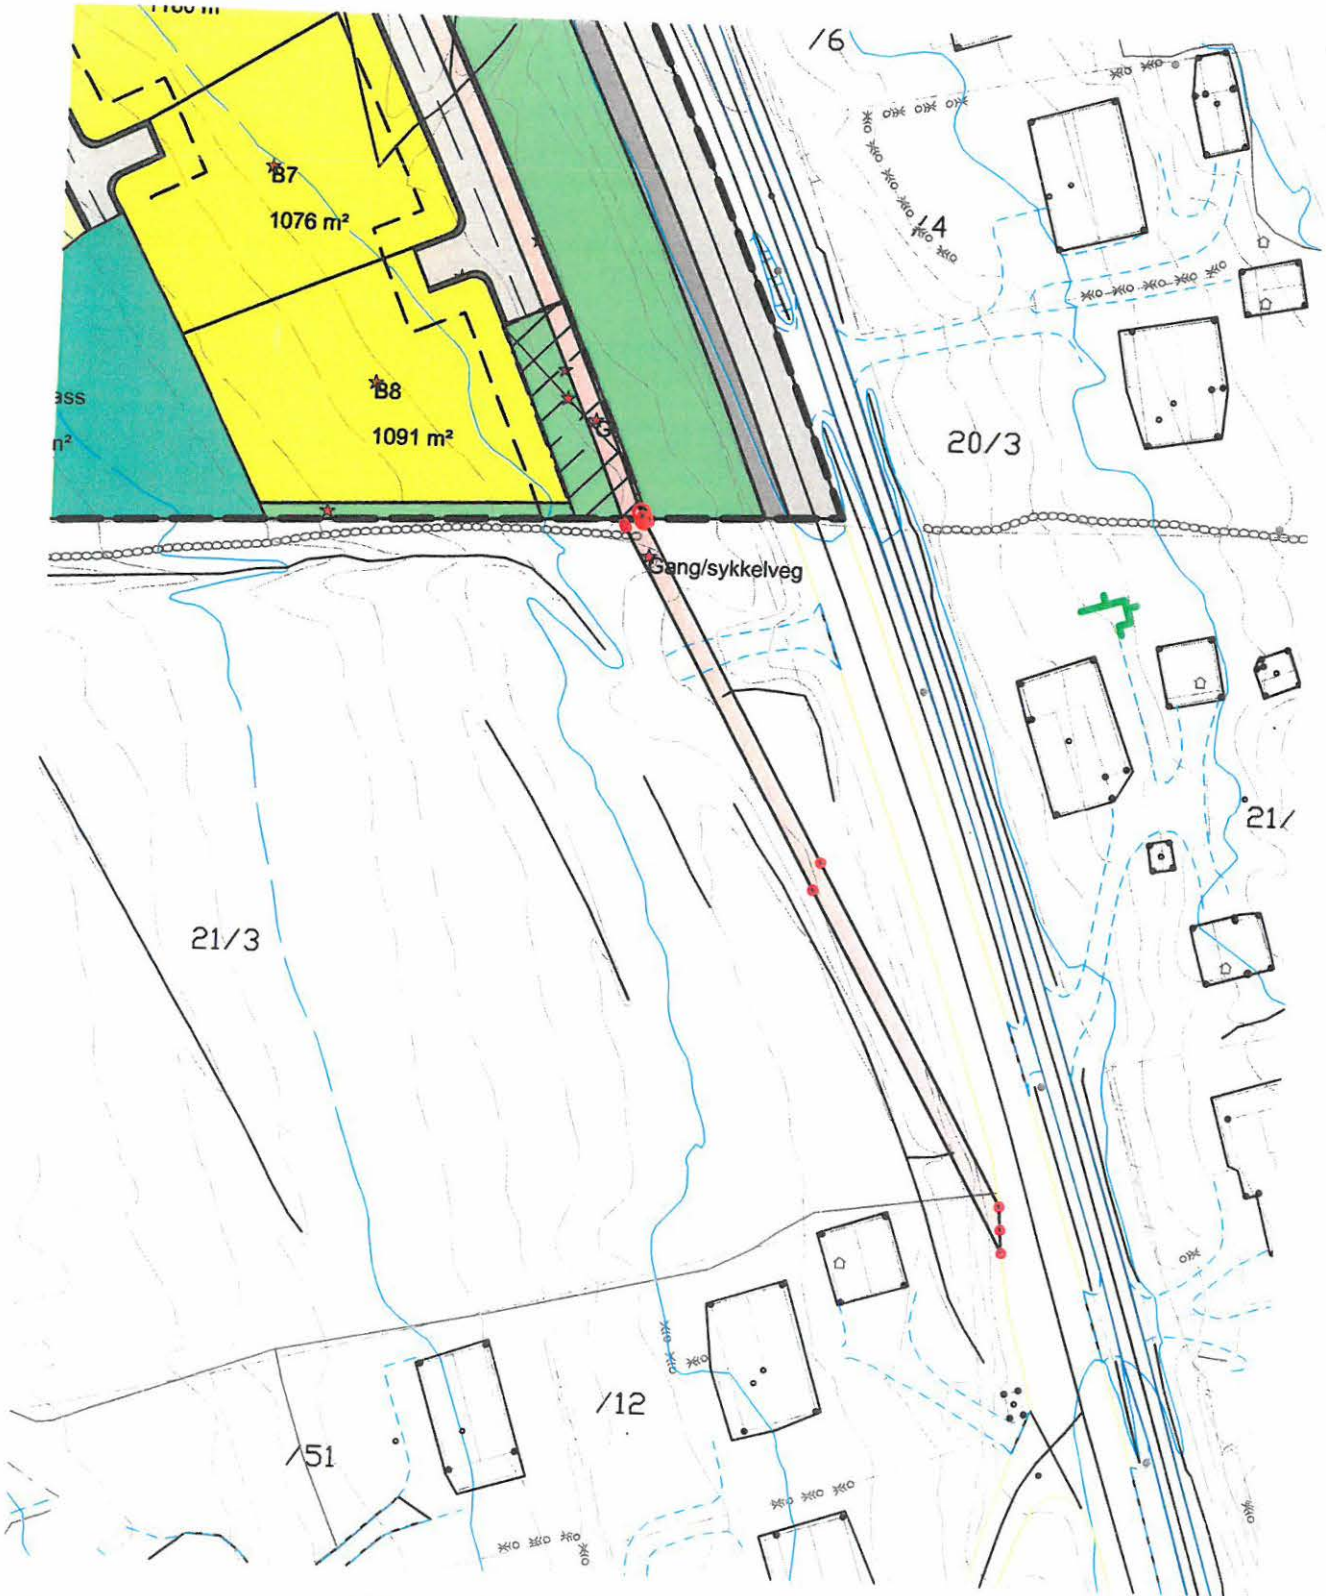 /6
B7
1076 m²
/4
B8
1091 m²
G
20/3
Gang/sykkelveg
21/
21/3
/12
/51